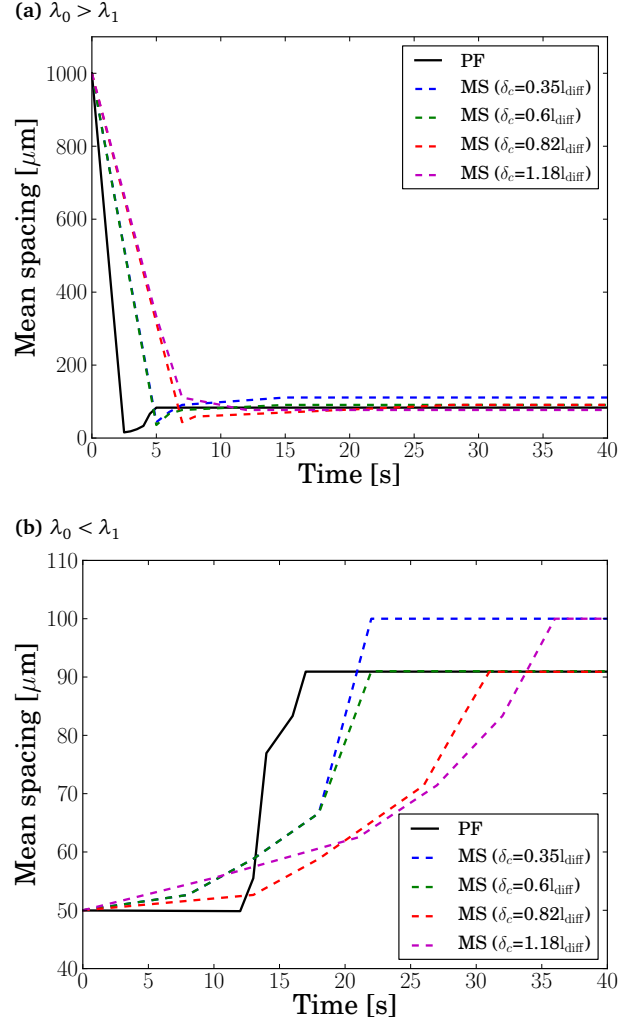 (a) λ₀ > λ₁
Mean spacing [μm]
1000
800
600
400
200
0
PF
MS (δc=0.35ldiff)
MS (δc=0.6ldiff)
MS (δc=0.82ldiff)
MS (δc=1.18ldiff)
0 5 10 15 20 25 30 35 40
Time [s]
(b) λ₀ < λ₁
Mean spacing [μm]
110
100
90
80
70
60
50
40
PF
MS (δc=0.35ldiff)
MS (δc=0.6ldiff)
MS (δc=0.82ldiff)
MS (δc=1.18ldiff)
0 5 10 15 20 25 30 35 40
Time [s]